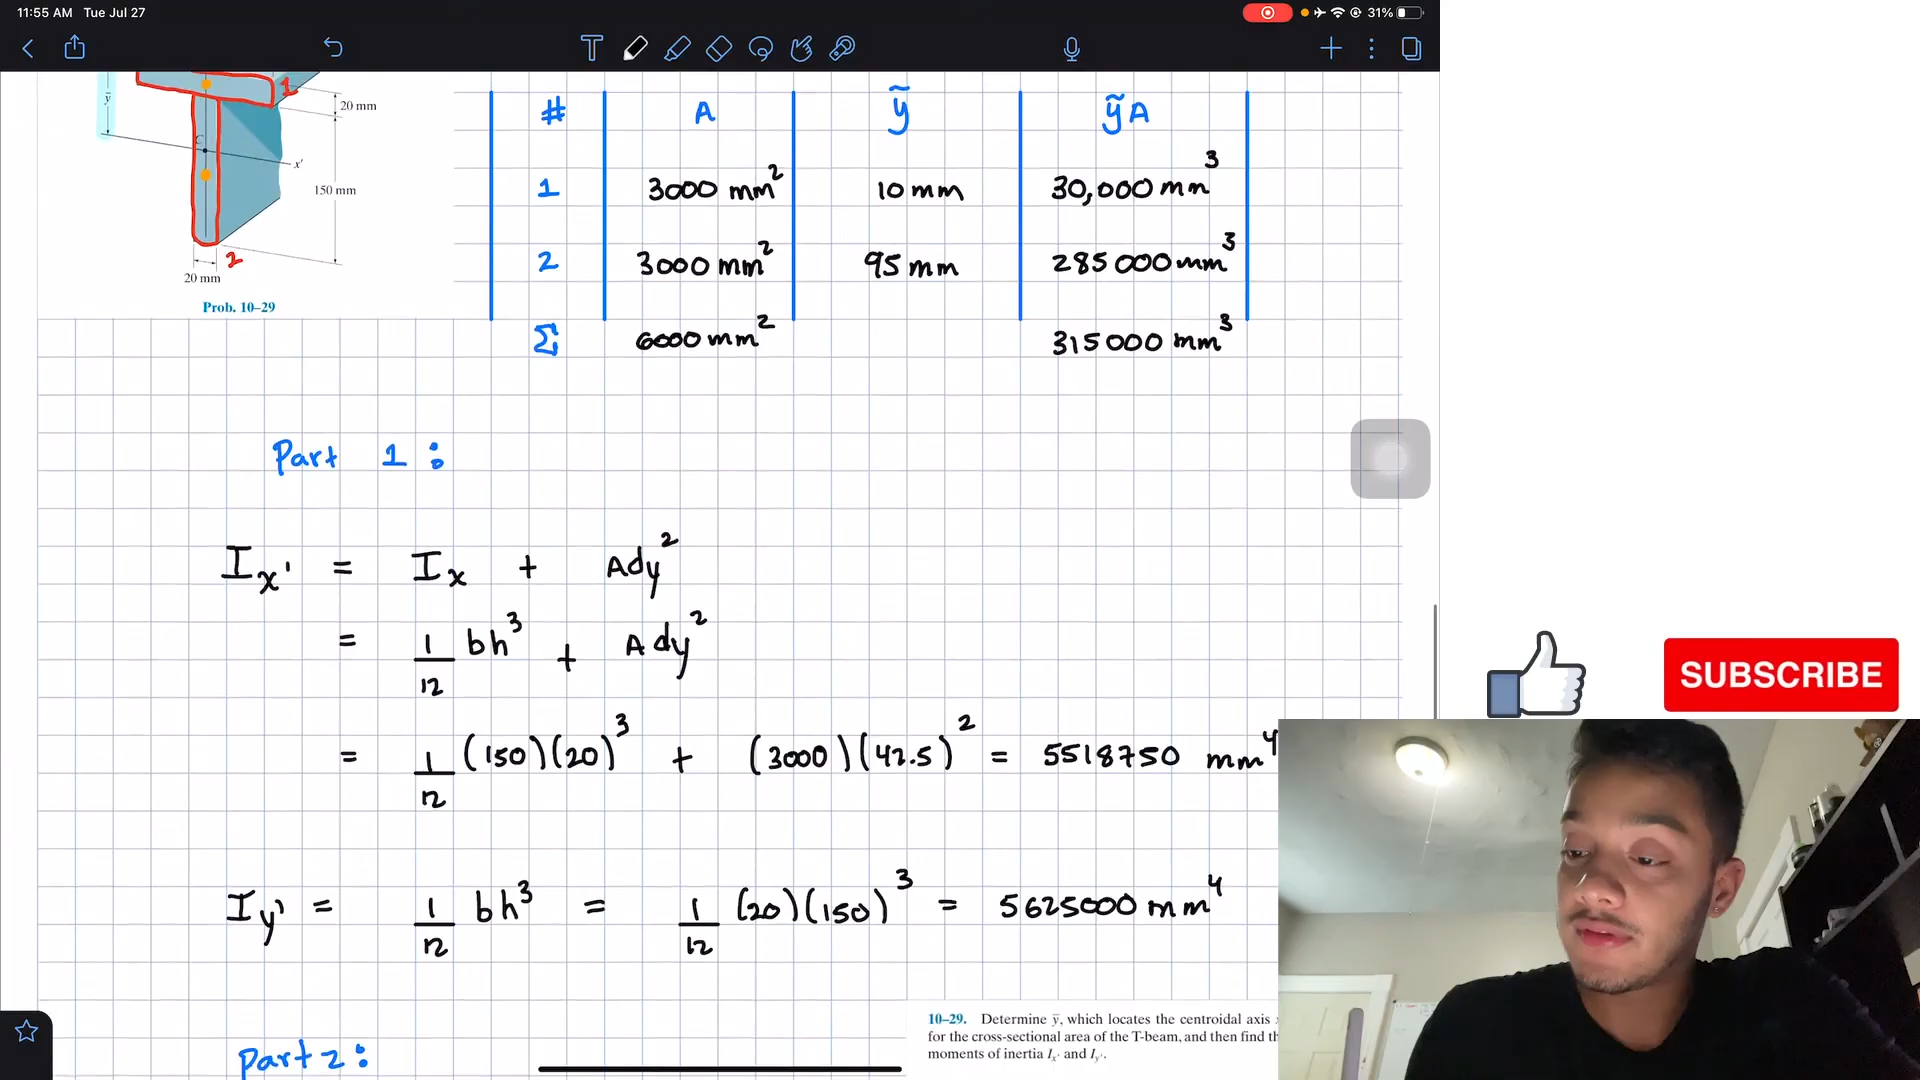 11:55 AM Tue Jul 27
31%
# A ỹ ỹA
1 3000 mm² 10 mm 30,000 mm³
2 3000 mm² 95 mm 285 000 mm³
Σ 6000 mm² 315 000 mm³
ȳ
1
20 mm
C
x'
150 mm
2
20 mm
Prob. 10–29
Part 1:
Ix' = Ix + Ady²
= 1/12 bh³ + Ady²
= 1/12 (150)(20)³ + (3000)(42.5)² = 5518750 mm⁴
Iy' = 1/12 bh³ = 1/12 (20)(150)³ = 5625000 mm⁴
Part 2:
SUBSCRIBE
10–29. Determine ȳ, which locates the centroidal axis
for the cross-sectional area of the T-beam, and then find th
moments of inertia Ix' and Iy'.